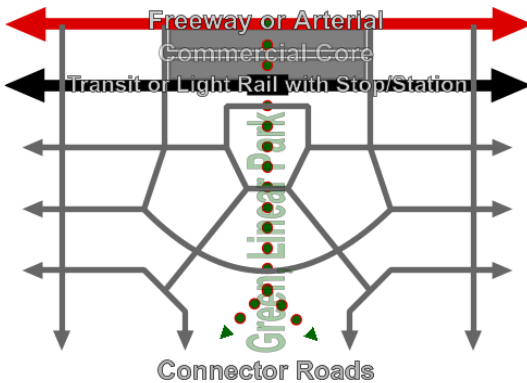 Freeway or Arterial
Commercial Core
Transit or Light Rail with Stop/Station
Green Linear Park
Connector Roads